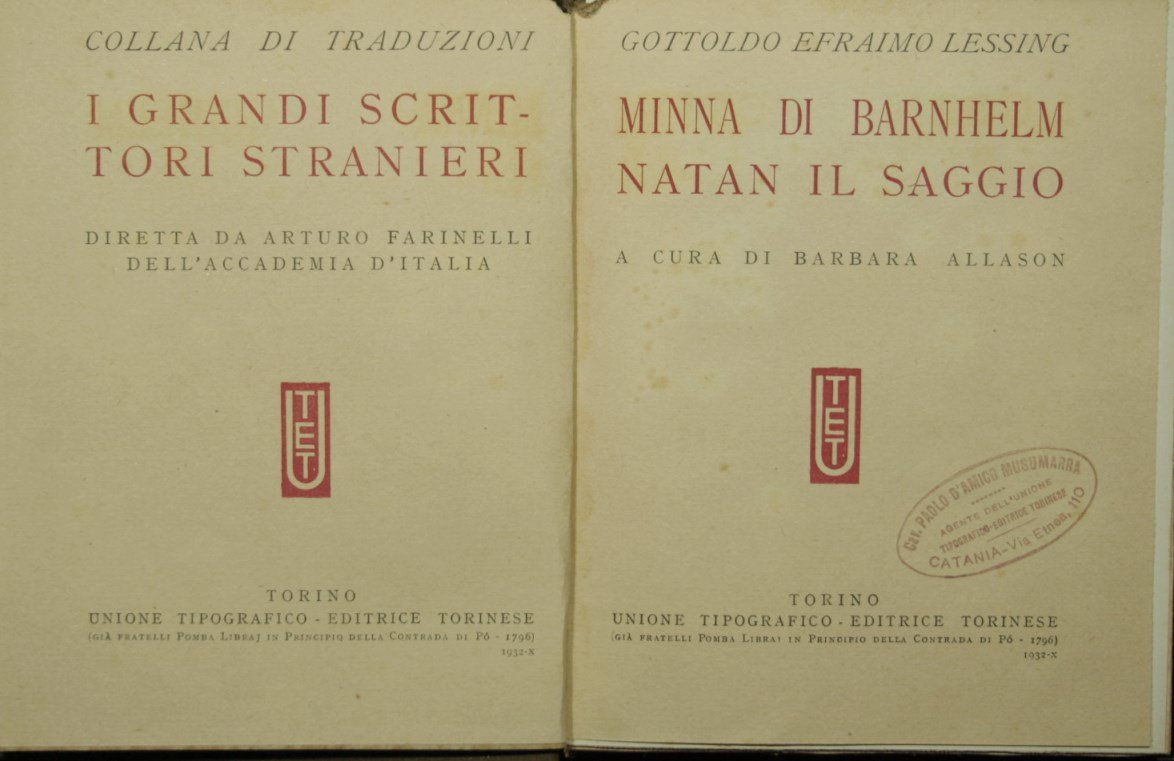 COLLANA DI TRADUZIONI
I GRANDI SCRIT-
TORI STRANIERI
DIRETTA DA ARTURO FARINELLI
DELL'ACCADEMIA D'ITALIA
UTET
TORINO
UNIONE TIPOGRAFICO-EDITRICE TORINESE
(GIÀ FRATELLI POMBA LIBRAJ IN PRINCIPIO DELLA CONTRADA DI PÒ - 1796)
1932-X
GOTTOLDO EFRAIMO LESSING
MINNA DI BARNHELM
NATAN IL SAGGIO
A CURA DI BARBARA ALLASON
UTET
Cav. PAOLO D'AMICO MUSUMARRA
AGENTE DELL'UNIONE
TIPOGRAFICO-EDITRICE TORINESE
CATANIA-Via Etnea, 110
TORINO
UNIONE TIPOGRAFICO-EDITRICE TORINESE
(GIÀ FRATELLI POMBA LIBRAI IN PRINCIPIO DELLA CONTRADA DI PÒ - 1796)
1932-X